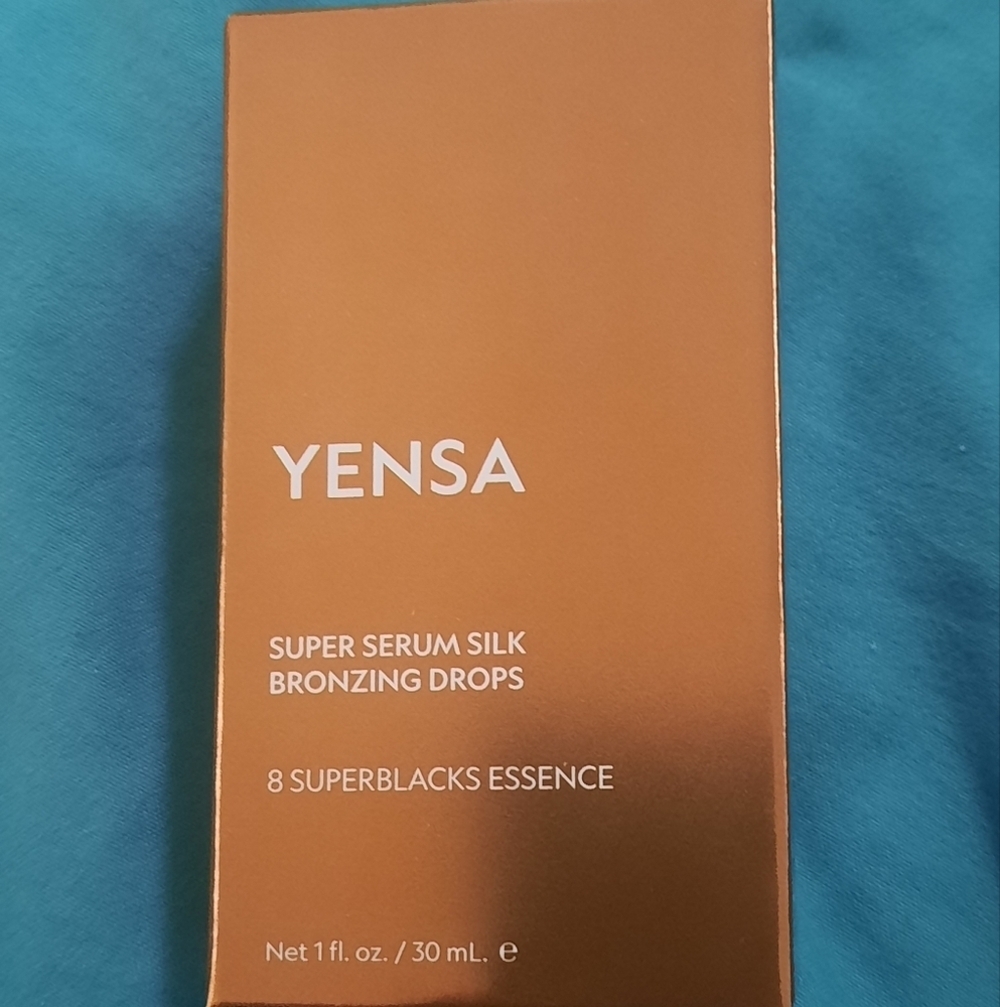 YENSA
SUPER SERUM SILK
BRONZING DROPS
8 SUPERBLACKS ESSENCE
Net 1 fl. oz. / 30 mL. ℮